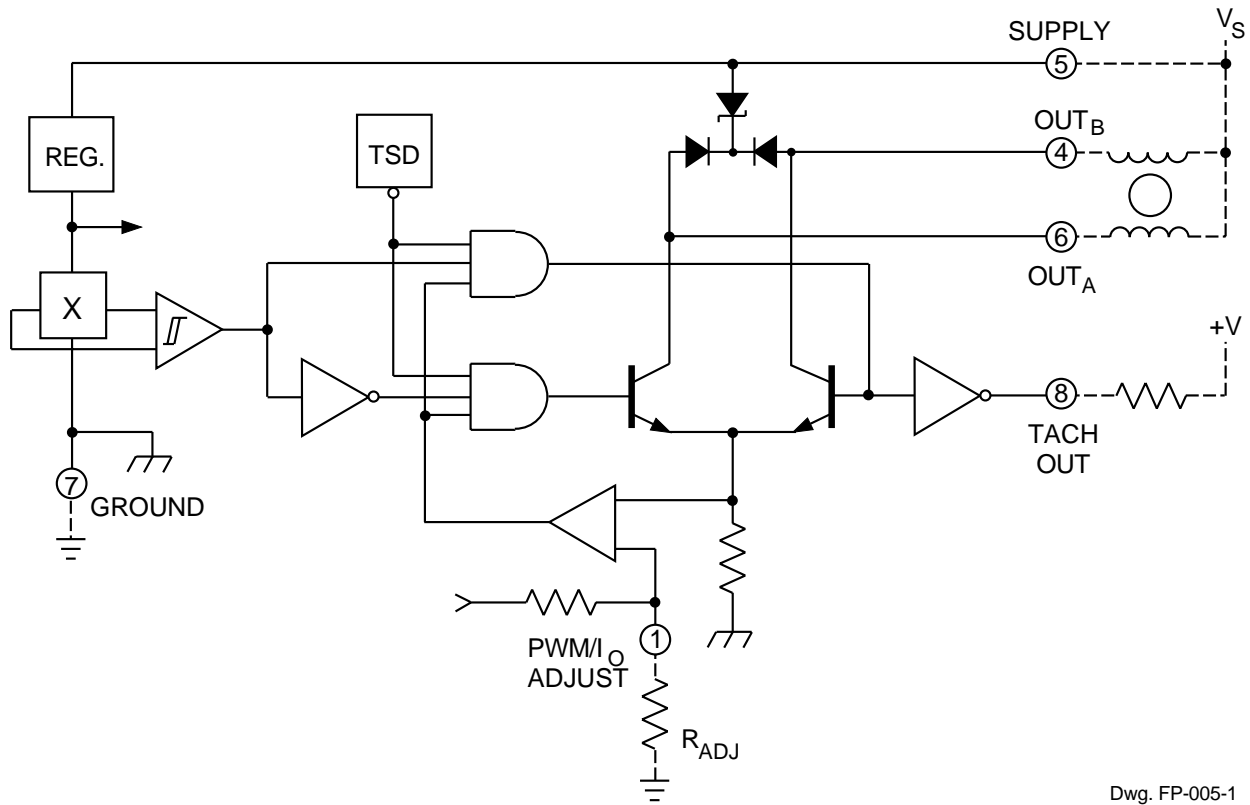 V_S
SUPPLY
5
REG.
TSD
OUT_B
4
6
OUT_A
X
+V
8
TACH
OUT
7
GROUND
PWM/I_O
ADJUST
1
R_ADJ
Dwg. FP-005-1